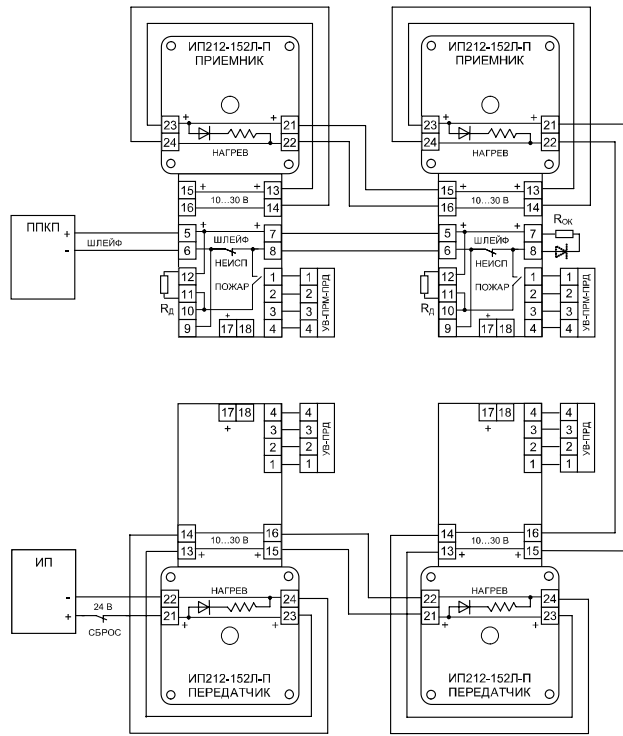 ИП212-152Л-П ИП212-152Л-П
ПРИЕМНИК ПРИЕМНИК
23 + + 21 23 + + 21
24 22 24 22
НАГРЕВ НАГРЕВ
15 + + 13 15 + + 13
16 10...30 В 14 16 10...30 В 14
ППКП + 5 + + 7 5 + + 7 Rок
- ШЛЕЙФ 6 ШЛЕЙФ 8 6 ШЛЕЙФ 8
НЕИСП НЕИСП
12 1 1 12 1 1
RД 11 ПОЖАР 2 2 RД 11 ПОЖАР 2 2
10 3 3 10 3 3
9 + 17 18 4 4 9 + 17 18 4 4
УВ-ПРМ-ПРД УВ-ПРМ-ПРД
17 18 4 4 17 18 4 4
+ 3 3 + 3 3
2 2 2 2
1 1 1 1
УВ-ПРД УВ-ПРД
14 16 14 16
13 10...30 В 15 13 10...30 В 15
+ + + +
ИП НАГРЕВ НАГРЕВ
- 22 24 22 24
+ 24 В 21 23 21 23
СБРОС + + + +
ИП212-152Л-П ИП212-152Л-П
ПЕРЕДАТЧИК ПЕРЕДАТЧИК